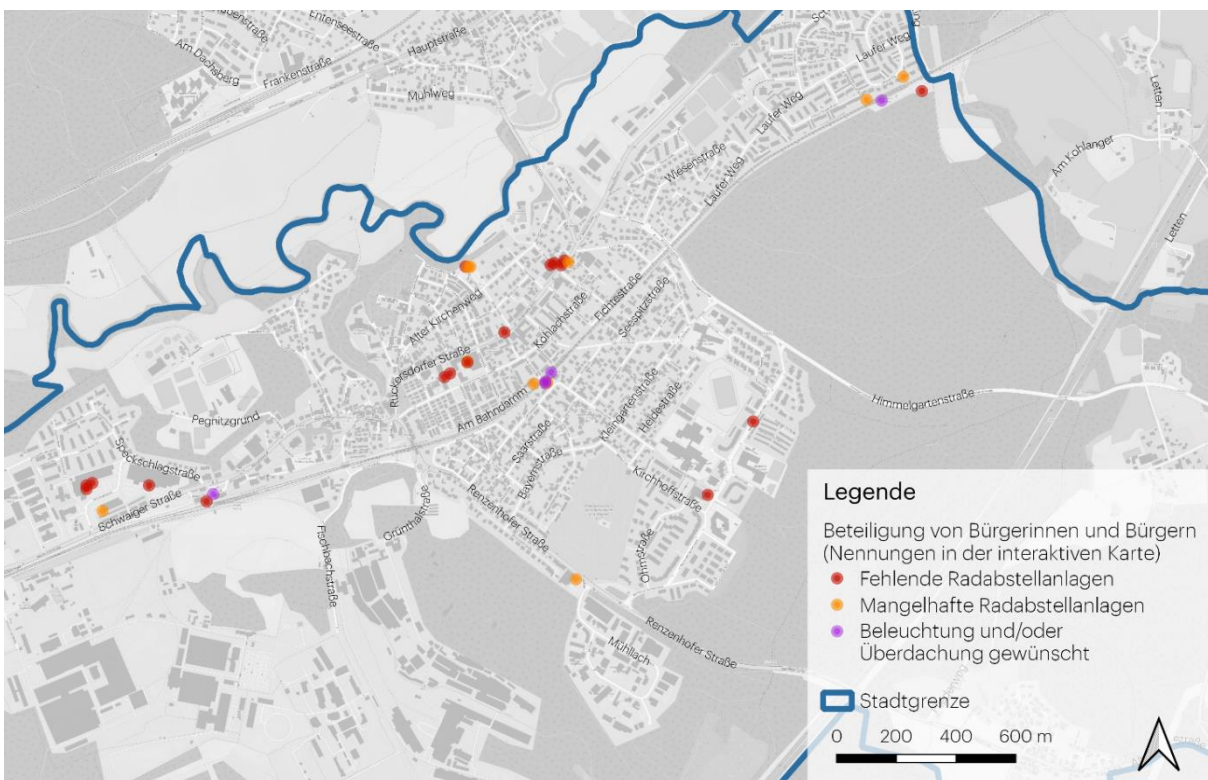 Entenseestraße
Hauptstraße
Am Dachsberg
Frankenstraße
Mühlweg
Laufer Weg
Letten
Laufer Weg
Am Kohlanger
Wiesenstraße
Laufer Weg
Letten
Alter Kirchenweg
Kohlachstraße
Fichtestraße
Seespitzstraße
Rückersdorfer Straße
Am Bahndamm
Himmelgartenstraße
Pegnitzgrund
Kleingartenstraße
Heidestraße
Saarstraße
Bayernstraße
Speckschlagstraße
Schwaiger Straße
Kirchhoffstraße
Renzenhofer Straße
Grünthalstraße
Fischbachstraße
Ohmstraße
Mühllach
Renzenhofer Straße
Legende
Beteiligung von Bürgerinnen und Bürgern
(Nennungen in der interaktiven Karte)
Fehlende Radabstellanlagen
Mangelhafte Radabstellanlagen
Beleuchtung und/oder
Überdachung gewünscht
Stadtgrenze
0 200 400 600 m